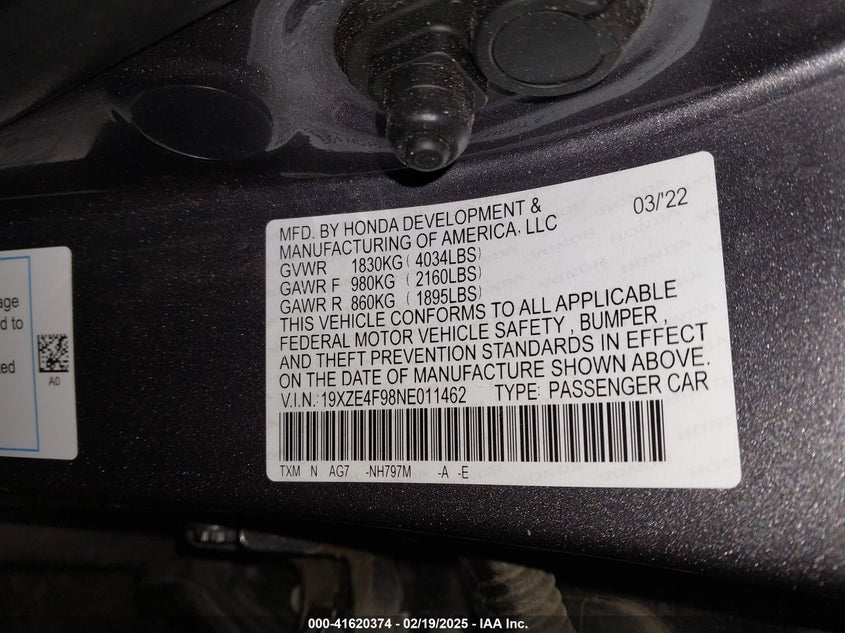 MFD. BY HONDA DEVELOPMENT &
MANUFACTURING OF AMERICA, LLC
03/'22
GVWR 1830KG ( 4034LBS)
GAWR F 980KG ( 2160LBS)
GAWR R 860KG ( 1895LBS)
THIS VEHICLE CONFORMS TO ALL APPLICABLE
FEDERAL MOTOR VEHICLE SAFETY, BUMPER,
AND THEFT PREVENTION STANDARDS IN EFFECT
ON THE DATE OF MANUFACTURE SHOWN ABOVE.
V.I.N.: 19XZE4F98NE011462 TYPE: PASSENGER CAR
TXM N AG7 -NH797M -A -E
to
A0
000-41620374 - 02/19/2025 - IAA Inc.